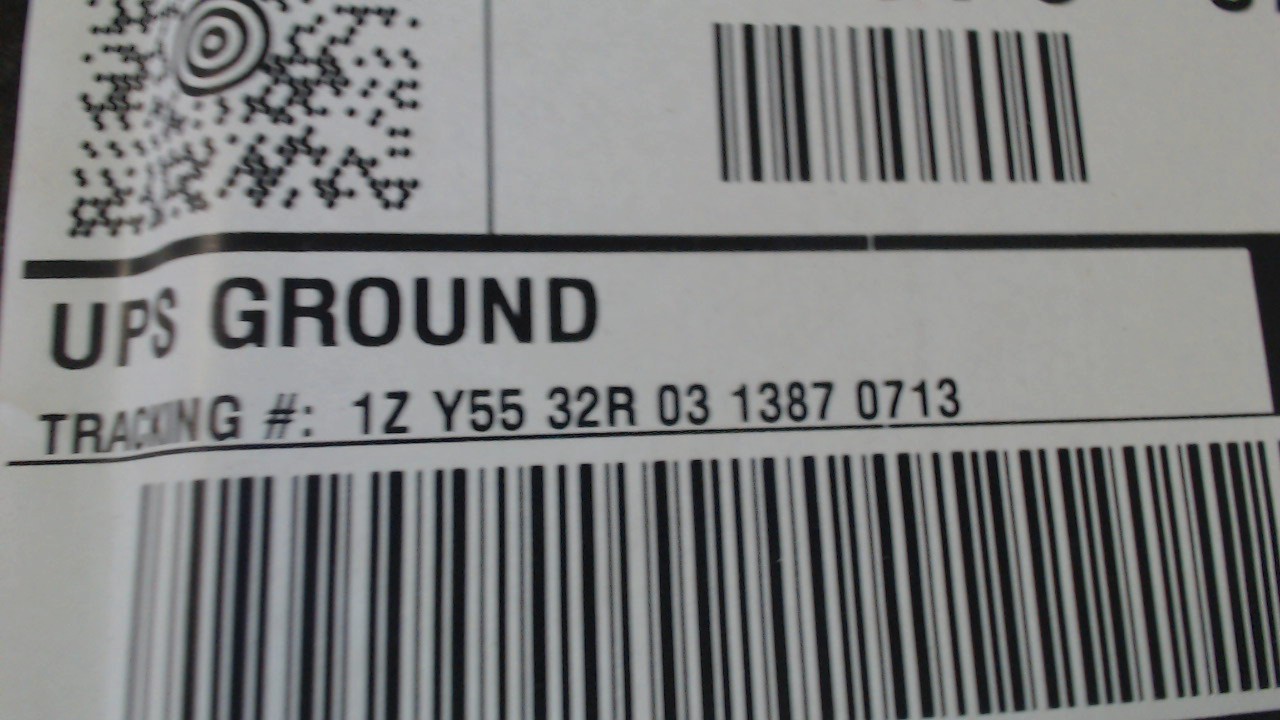 UPS GROUND
TRACKING #: 1Z Y55 32R 03 1387 0713